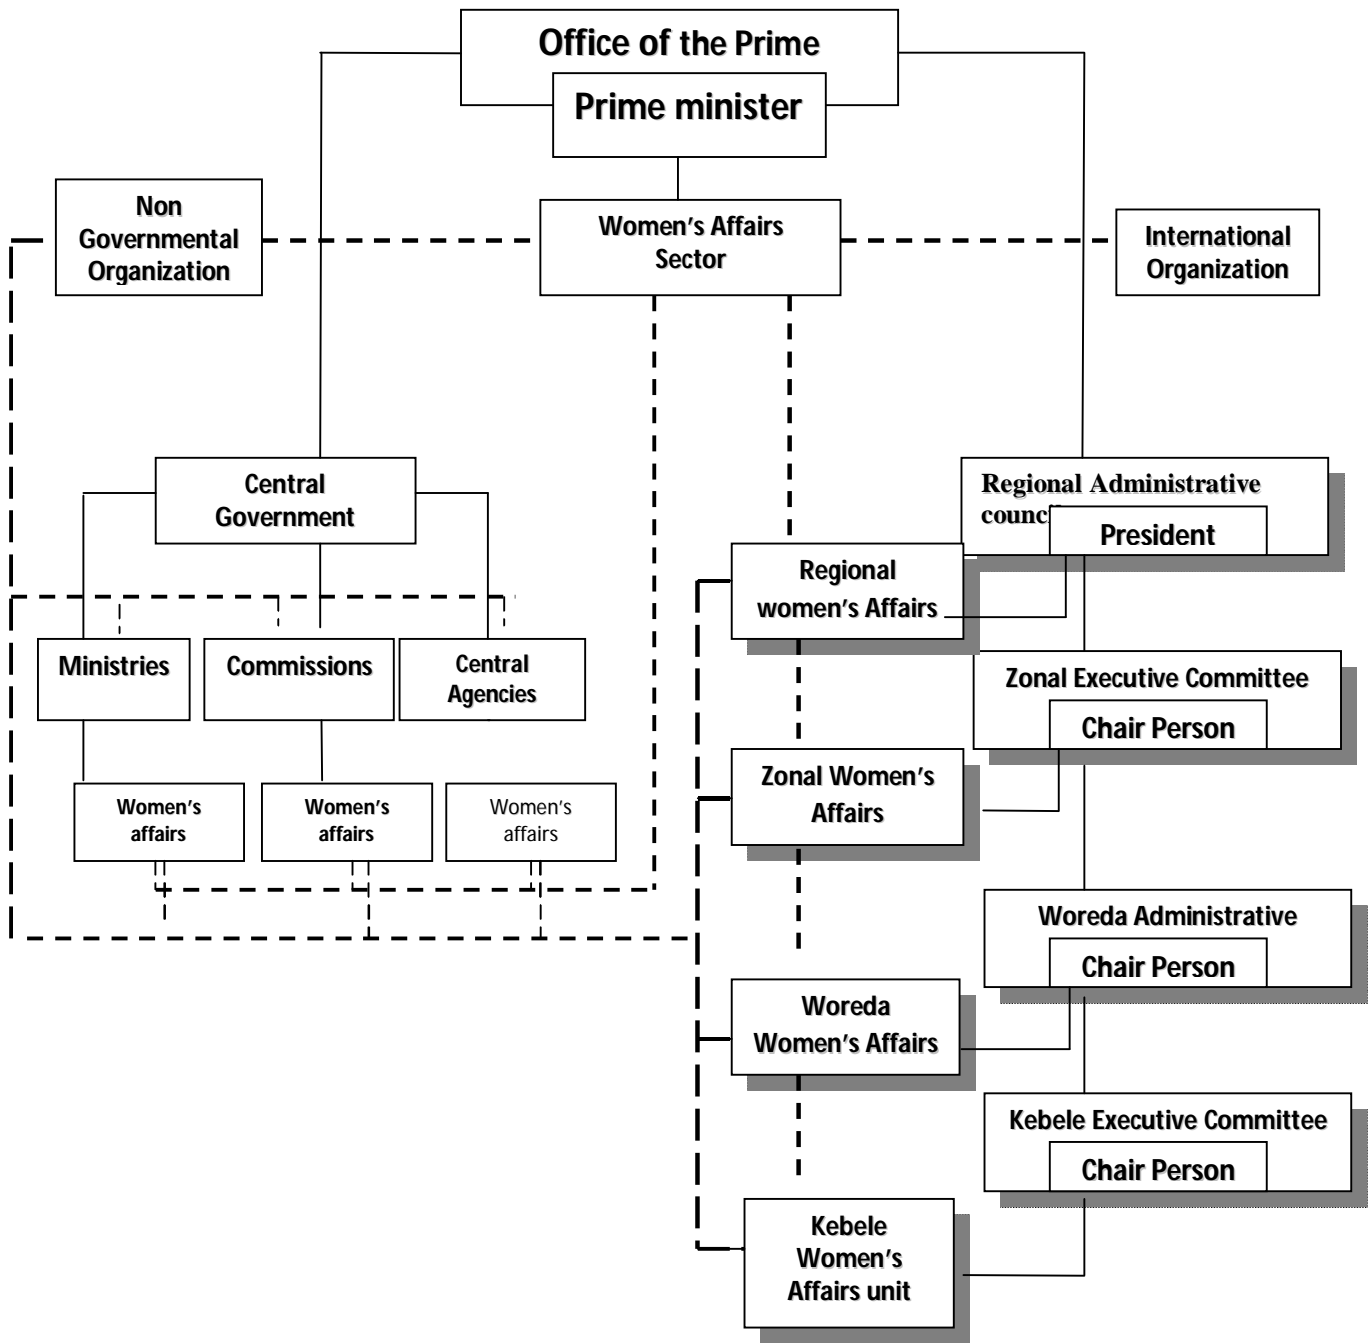 Office of the Prime
Prime minister
Non
Governmental
Organization
Women's Affairs
Sector
International
Organization
Central
Government
Regional Administrative
counci
President
Regional
women's Affairs
Ministries
Commissions
Central
Agencies
Zonal Executive Committee
Chair Person
Zonal Women's
Affairs
Women's
affairs
Women's
affairs
Women's
affairs
Woreda Administrative
Chair Person
Woreda
Women's Affairs
Kebele Executive Committee
Chair Person
Kebele
Women's
Affairs unit